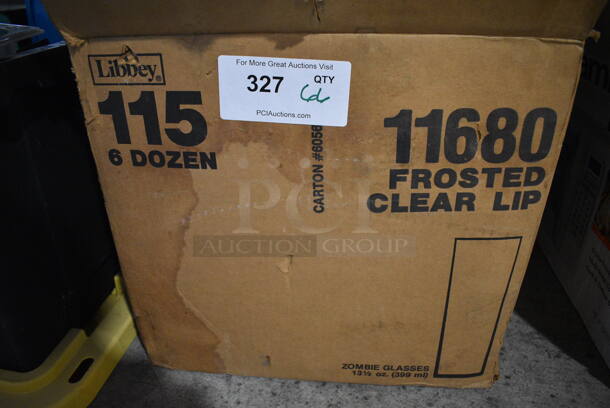 Libbey®
115
6 DOZEN
For More Great Auctions Visit
327
QTY
66
PCIAuctions.com
CARTON #6056
11680
FROSTED
CLEAR LIP
PCI
AUCTION GROUP
ZOMBIE GLASSES
13½ oz. (399 ml)